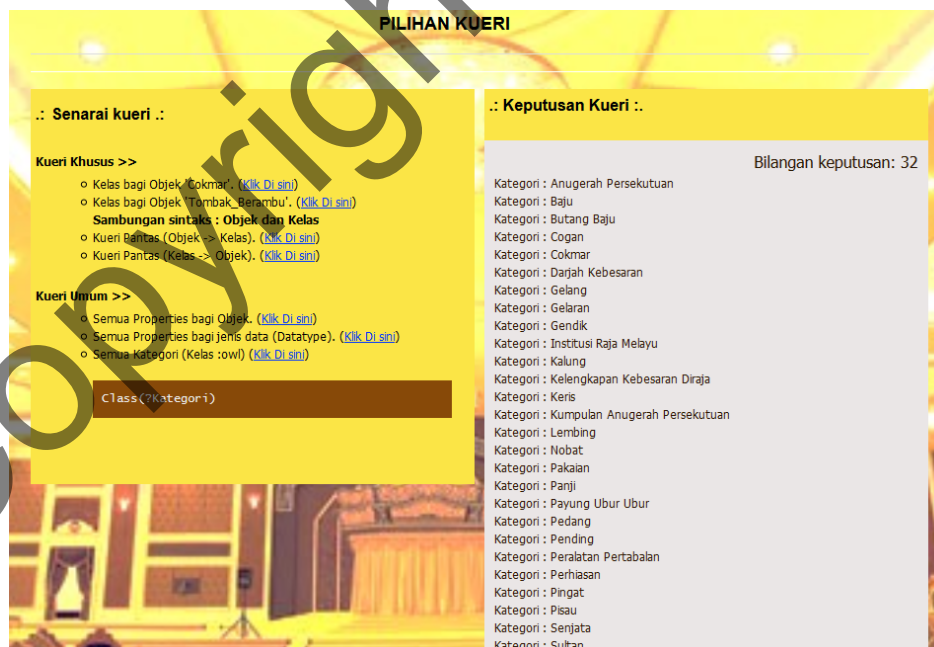 PILIHAN KUERI
.: Senarai kueri .:
Kueri Khusus >>
Kelas bagi Objek 'Cokmar'. (Klik Di sini)
Kelas bagi Objek 'Tombak_Berambu'. (Klik Di sini)
Sambungan sintaks : Objek dan Kelas
Kueri Pantas (Objek -> Kelas). (Klik Di sini)
Kueri Pantas (Kelas -> Objek). (Klik Di sini)
Kueri Umum >>
Semua Properties bagi Objek. (Klik Di sini)
Semua Properties bagi jenis data (Datatype). (Klik Di sini)
Semua Kategori (Kelas :owl) (Klik Di sini)
Class(?Kategori)
.: Keputusan Kueri :.
Bilangan keputusan: 32
Kategori : Anugerah Persekutuan
Kategori : Baju
Kategori : Butang Baju
Kategori : Cogan
Kategori : Cokmar
Kategori : Darjah Kebesaran
Kategori : Gelang
Kategori : Gelaran
Kategori : Gendik
Kategori : Institusi Raja Melayu
Kategori : Kalung
Kategori : Kelengkapan Kebesaran Diraja
Kategori : Keris
Kategori : Kumpulan Anugerah Persekutuan
Kategori : Lembing
Kategori : Nobat
Kategori : Pakaian
Kategori : Panji
Kategori : Payung Ubur Ubur
Kategori : Pedang
Kategori : Pending
Kategori : Peralatan Pertabalan
Kategori : Perhiasan
Kategori : Pingat
Kategori : Pisau
Kategori : Senjata
Kategori : Sultan
Copyrigh